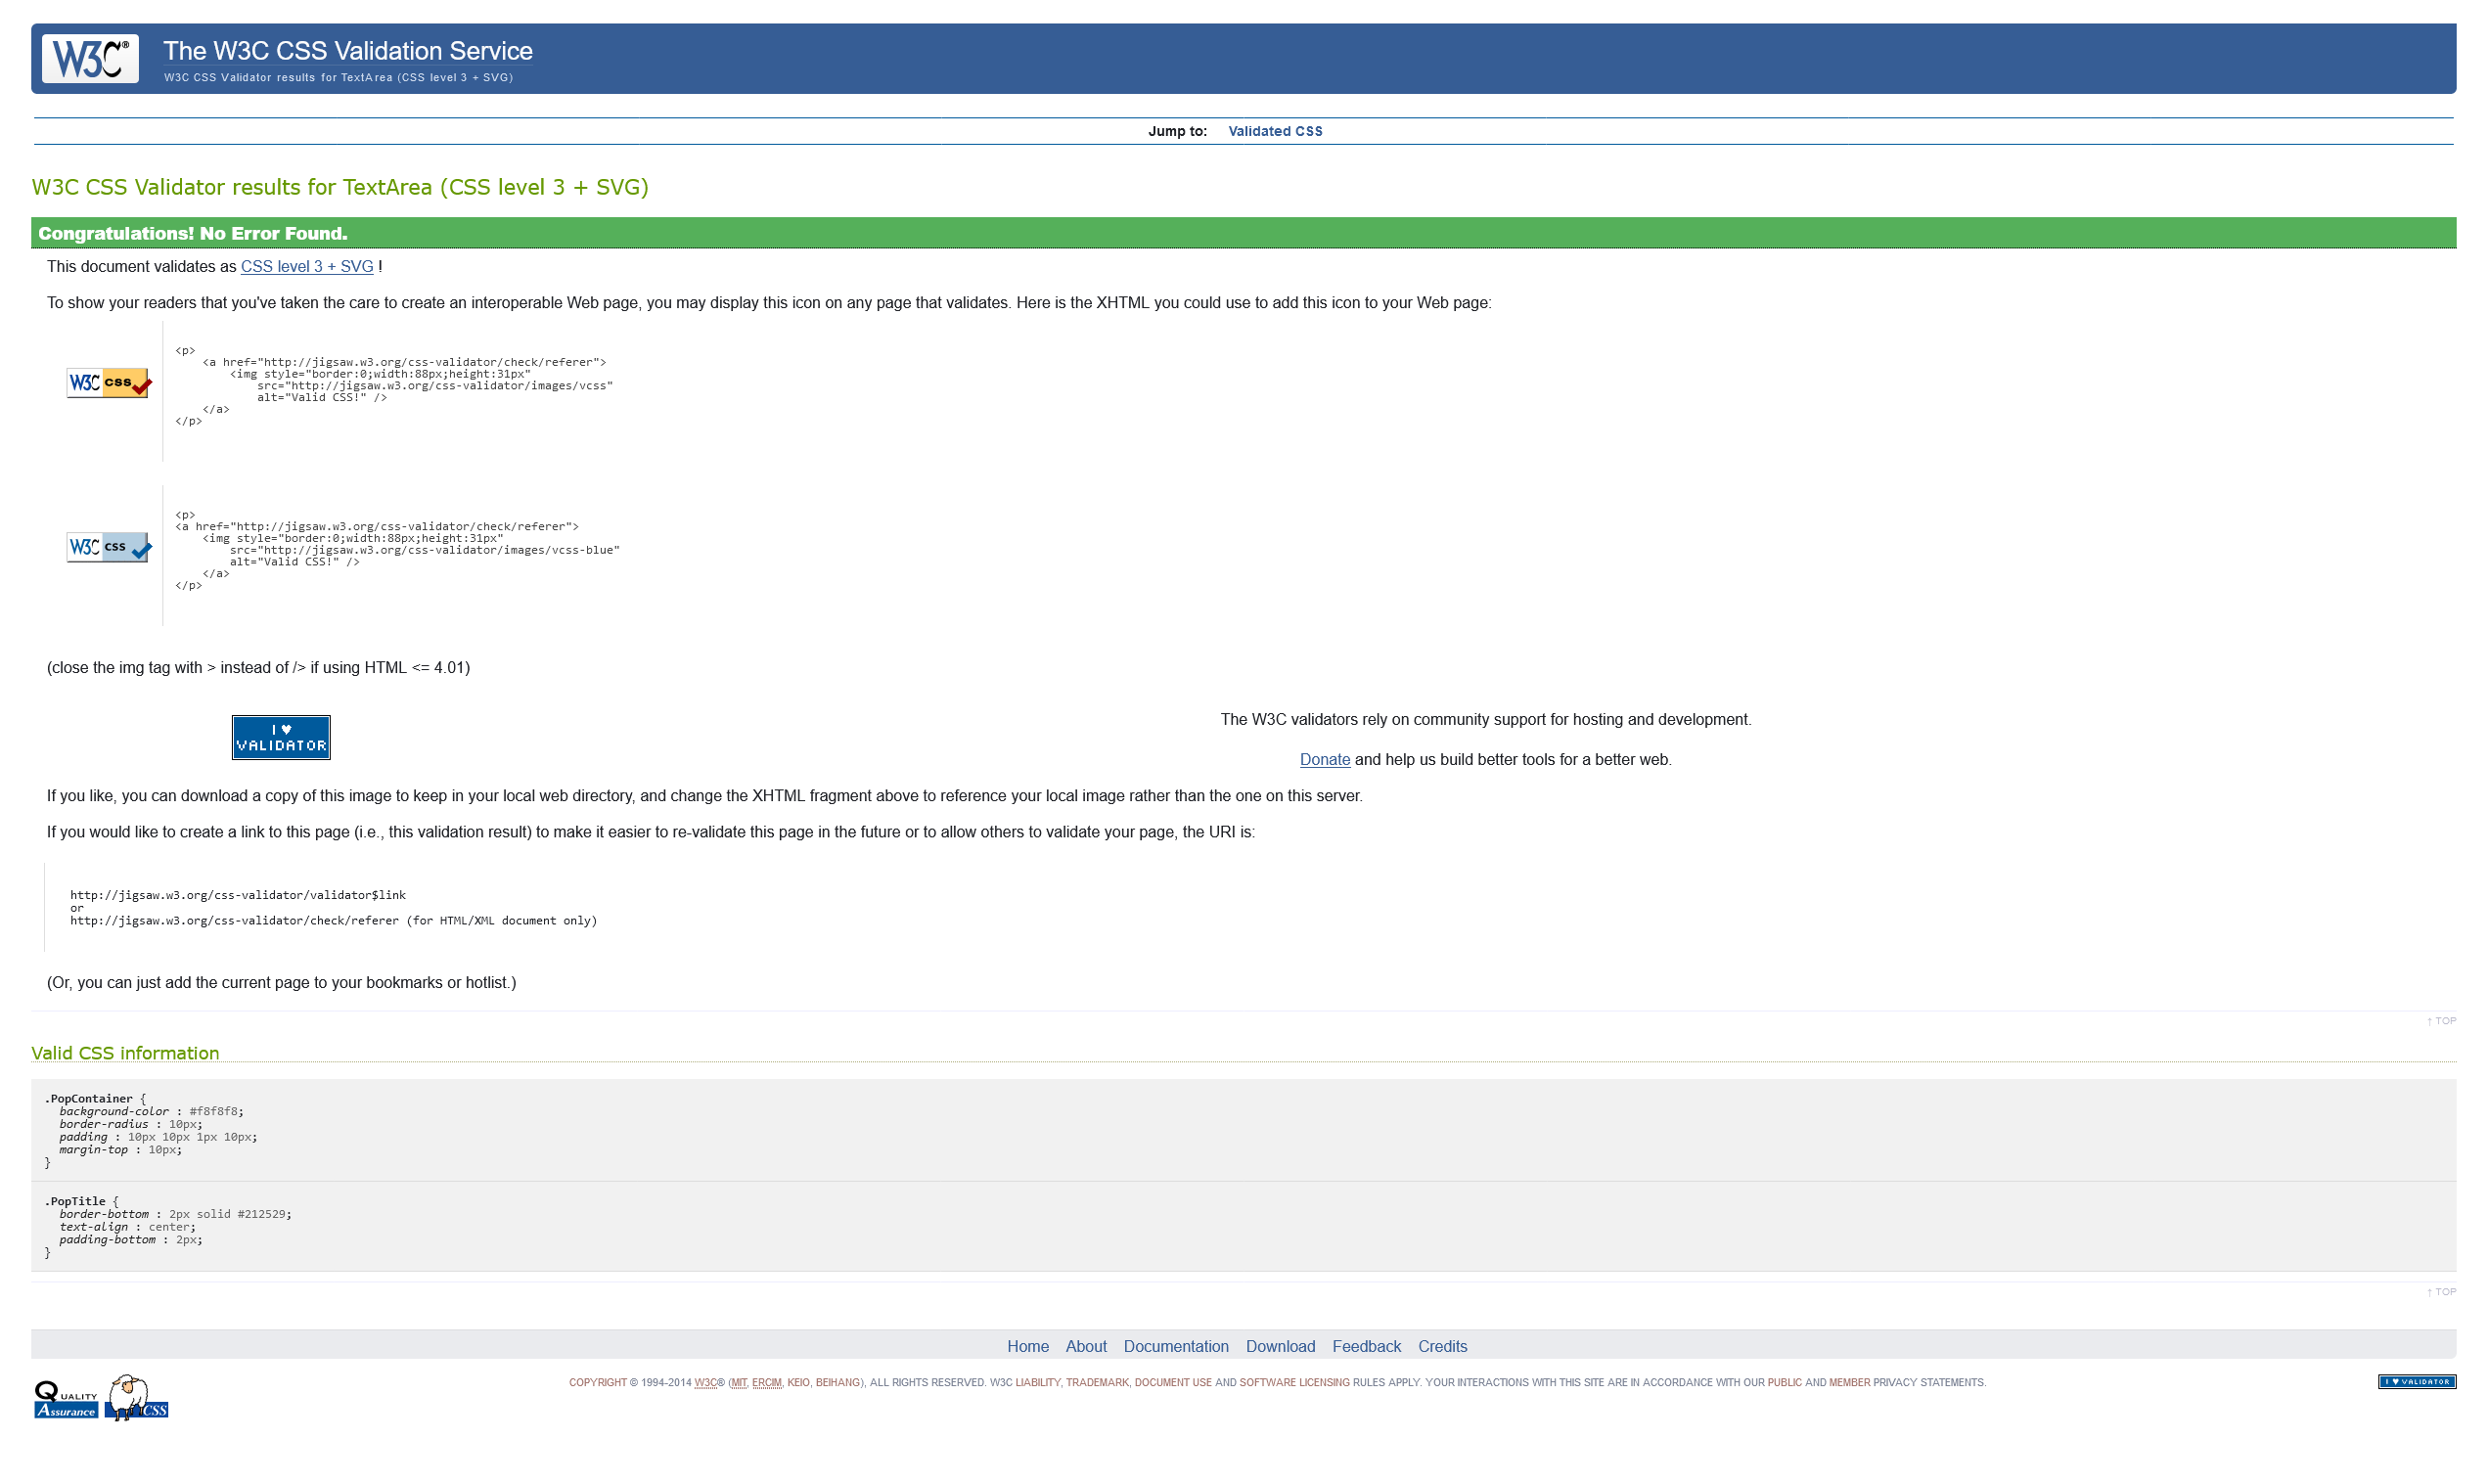 W3C®
The W3C CSS Validation Service
W3C CSS Validator results for TextArea (CSS level 3 + SVG)
Jump to: Validated CSS
W3C CSS Validator results for TextArea (CSS level 3 + SVG)
Congratulations! No Error Found.
This document validates as CSS level 3 + SVG !
To show your readers that you've taken the care to create an interoperable Web page, you may display this icon on any page that validates. Here is the XHTML you could use to add this icon to your Web page:
W3C css
<p>
    <a href="http://jigsaw.w3.org/css-validator/check/referer">
        <img style="border:0;width:88px;height:31px"
            src="http://jigsaw.w3.org/css-validator/images/vcss"
            alt="Valid CSS!" />
    </a>
</p>
W3C css
<p>
<a href="http://jigsaw.w3.org/css-validator/check/referer">
    <img style="border:0;width:88px;height:31px"
        src="http://jigsaw.w3.org/css-validator/images/vcss-blue"
        alt="Valid CSS!" />
    </a>
</p>
(close the img tag with > instead of /> if using HTML <= 4.01)
I ♥
VALIDATOR
The W3C validators rely on community support for hosting and development.
Donate and help us build better tools for a better web.
If you like, you can download a copy of this image to keep in your local web directory, and change the XHTML fragment above to reference your local image rather than the one on this server.
If you would like to create a link to this page (i.e., this validation result) to make it easier to re-validate this page in the future or to allow others to validate your page, the URI is:
http://jigsaw.w3.org/css-validator/validator$link
or
http://jigsaw.w3.org/css-validator/check/referer (for HTML/XML document only)
(Or, you can just add the current page to your bookmarks or hotlist.)
↑ TOP
Valid CSS information
.PopContainer {
  background-color : #f8f8f8;
  border-radius : 10px;
  padding : 10px 10px 1px 10px;
  margin-top : 10px;
}
.PopTitle {
  border-bottom : 2px solid #212529;
  text-align : center;
  padding-bottom : 2px;
}
↑ TOP
Home About Documentation Download Feedback Credits
Quality
Assurance
CSS
COPYRIGHT © 1994-2014 W3C® (MIT, ERCIM, KEIO, BEIHANG), ALL RIGHTS RESERVED. W3C LIABILITY, TRADEMARK, DOCUMENT USE AND SOFTWARE LICENSING RULES APPLY. YOUR INTERACTIONS WITH THIS SITE ARE IN ACCORDANCE WITH OUR PUBLIC AND MEMBER PRIVACY STATEMENTS.
I ♥ VALIDATOR